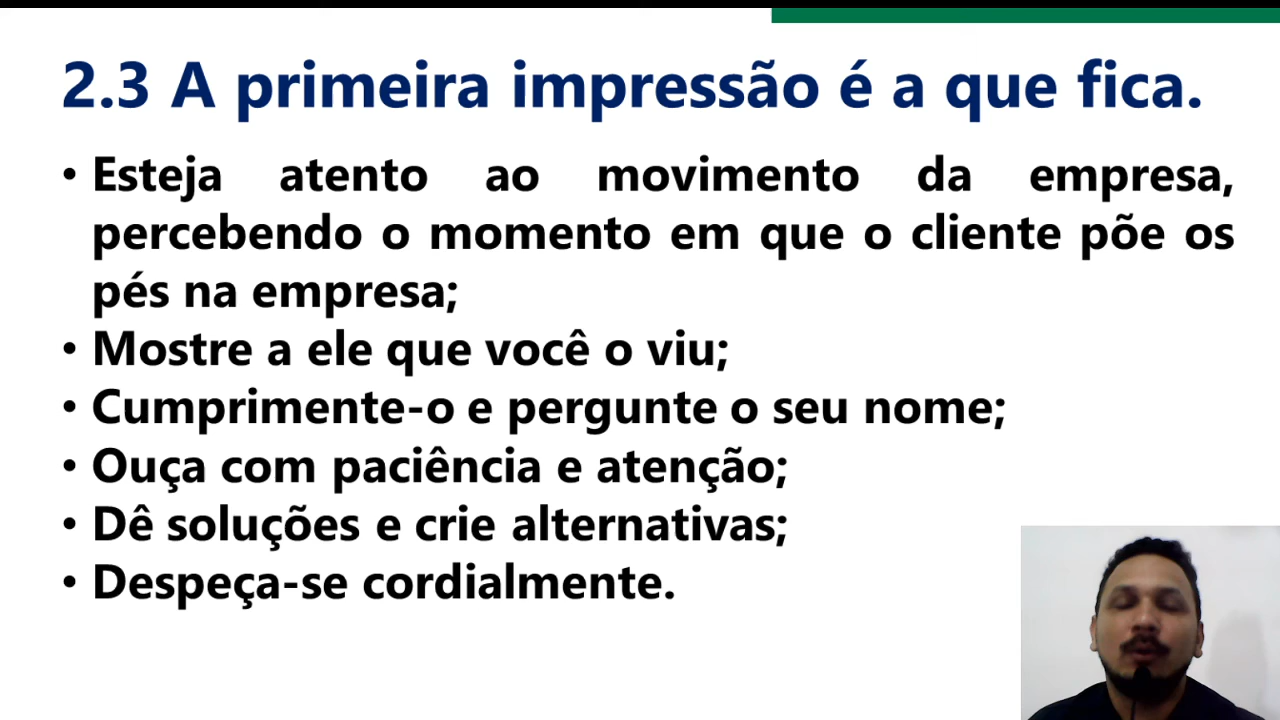 2.3 A primeira impressão é a que fica.
• Esteja atento ao movimento da empresa,
percebendo o momento em que o cliente põe os
pés na empresa;
• Mostre a ele que você o viu;
• Cumprimente-o e pergunte o seu nome;
• Ouça com paciência e atenção;
• Dê soluções e crie alternativas;
• Despeça-se cordialmente.